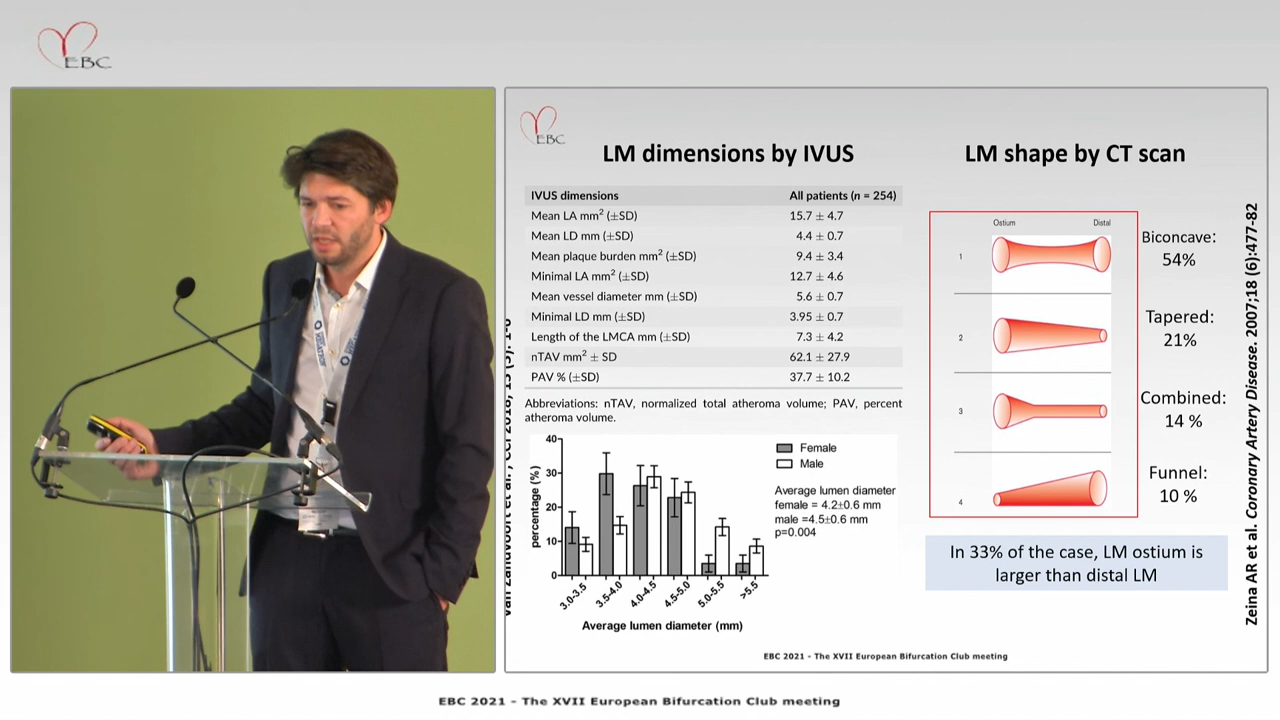 EBC
EBC
LM dimensions by IVUS
IVUS dimensions All patients (n = 254)
Mean LA mm² (±SD) 15.7 ± 4.7
Mean LD mm (±SD) 4.4 ± 0.7
Mean plaque burden mm² (±SD) 9.4 ± 3.4
Minimal LA mm² (±SD) 12.7 ± 4.6
Mean vessel diameter mm (±SD) 5.6 ± 0.7
Minimal LD mm (±SD) 3.95 ± 0.7
Length of the LMCA mm (±SD) 7.3 ± 4.2
nTAV mm² ± SD 62.1 ± 27.9
PAV % (±SD) 37.7 ± 10.2
Abbreviations: nTAV, normalized total atheroma volume; PAV, percent
atheroma volume.
percentage (%)
40
30
20
10
0
3.0-3.5
3.5-4.0
4.0-4.5
4.5-5.0
5.0-5.5
>5.5
Average lumen diameter (mm)
Female
Male
Average lumen diameter
female = 4.2±0.6 mm
male =4.5±0.6 mm
p=0.004
LM shape by CT scan
Ostium Distal
1
2
3
4
Biconcave:
54%
Tapered:
21%
Combined:
14 %
Funnel:
10 %
In 33% of the case, LM ostium is
larger than distal LM
Zeina AR et al. Coronary Artery Disease. 2007;18 (6):477-82
EBC 2021 - The XVII European Bifurcation Club meeting
EBC 2021 - The XVII European Bifurcation Club meeting